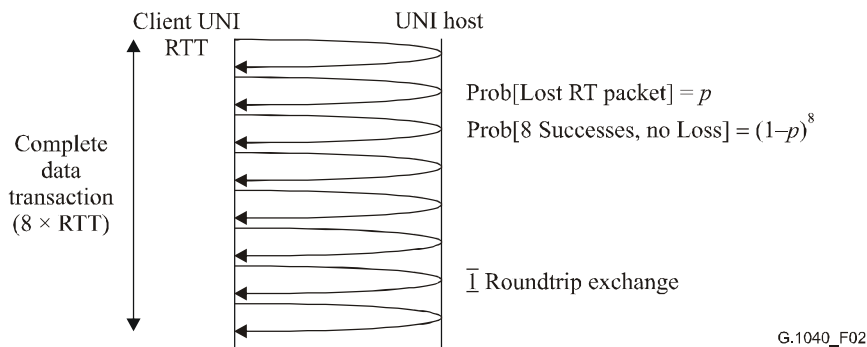 Client UNI
UNI host
RTT
Prob[Lost RT packet] = p
Prob[8 Successes, no Loss] = (1–p)⁸
Complete
data
transaction
(8 × RTT)
1̅ Roundtrip exchange
G.1040_F02